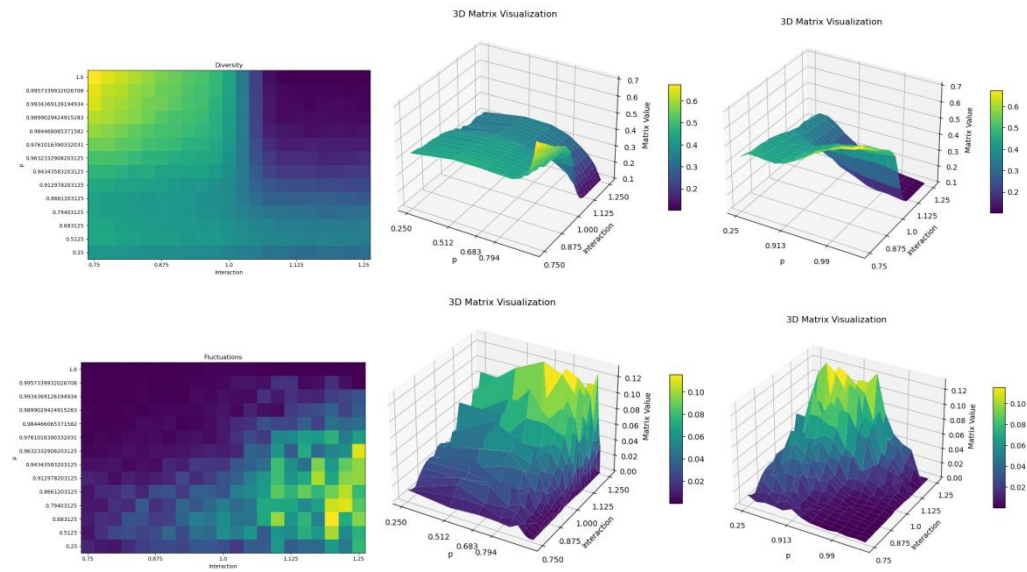 Diversity
1.0
0.9957339932026708
0.9934369126194934
0.9899029424915283
0.984466065371582
0.9761016390332031
0.9632332908203125
0.94343583203125
0.912978203125
0.8661203125
0.79403125
0.683125
0.5125
0.25
p
0.75 0.875 1.0 1.125 1.25
Interaction
3D Matrix Visualization
0.250 0.512 0.683 0.794
p
0.750 0.875 1.000 1.125 1.250
Interaction
0.1 0.2 0.3 0.4 0.5 0.6 0.7
Matrix Value
0.6
0.5
0.4
0.3
0.2
3D Matrix Visualization
0.25 0.913 0.99
p
0.75 0.875 1.0 1.125 1.25
Interaction
0.1 0.2 0.3 0.4 0.5 0.6 0.7
Matrix Value
0.6
0.5
0.4
0.3
0.2
Fluctuations
1.0
0.9957339932026708
0.9934369126194934
0.9899029424915283
0.984466065371582
0.9761016390332031
0.9632332908203125
0.94343583203125
0.912978203125
0.8661203125
0.79403125
0.683125
0.5125
0.25
p
0.75 0.875 1.0 1.125 1.25
Interaction
3D Matrix Visualization
0.250 0.512 0.683 0.794
p
0.750 0.875 1.000 1.125 1.250
Interaction
0.00 0.02 0.04 0.06 0.08 0.10 0.12
Matrix Value
0.10
0.08
0.06
0.04
0.02
3D Matrix Visualization
0.25 0.913 0.99
p
0.75 0.875 1.0 1.125 1.25
Interaction
0.00 0.02 0.04 0.06 0.08 0.10 0.12
Matrix Value
0.10
0.08
0.06
0.04
0.02